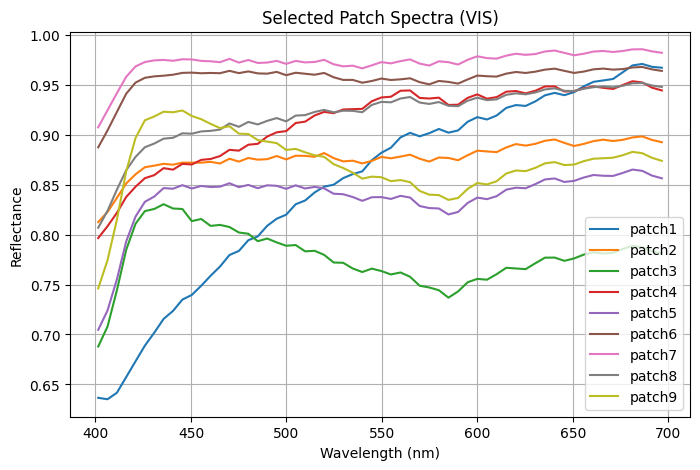 Selected Patch Spectra (VIS)
1.00
0.95
0.90
0.85
0.80
0.75
0.70
0.65
Reflectance
patch1
patch2
patch3
patch4
patch5
patch6
patch7
patch8
patch9
400
450
500
550
600
650
700
Wavelength (nm)